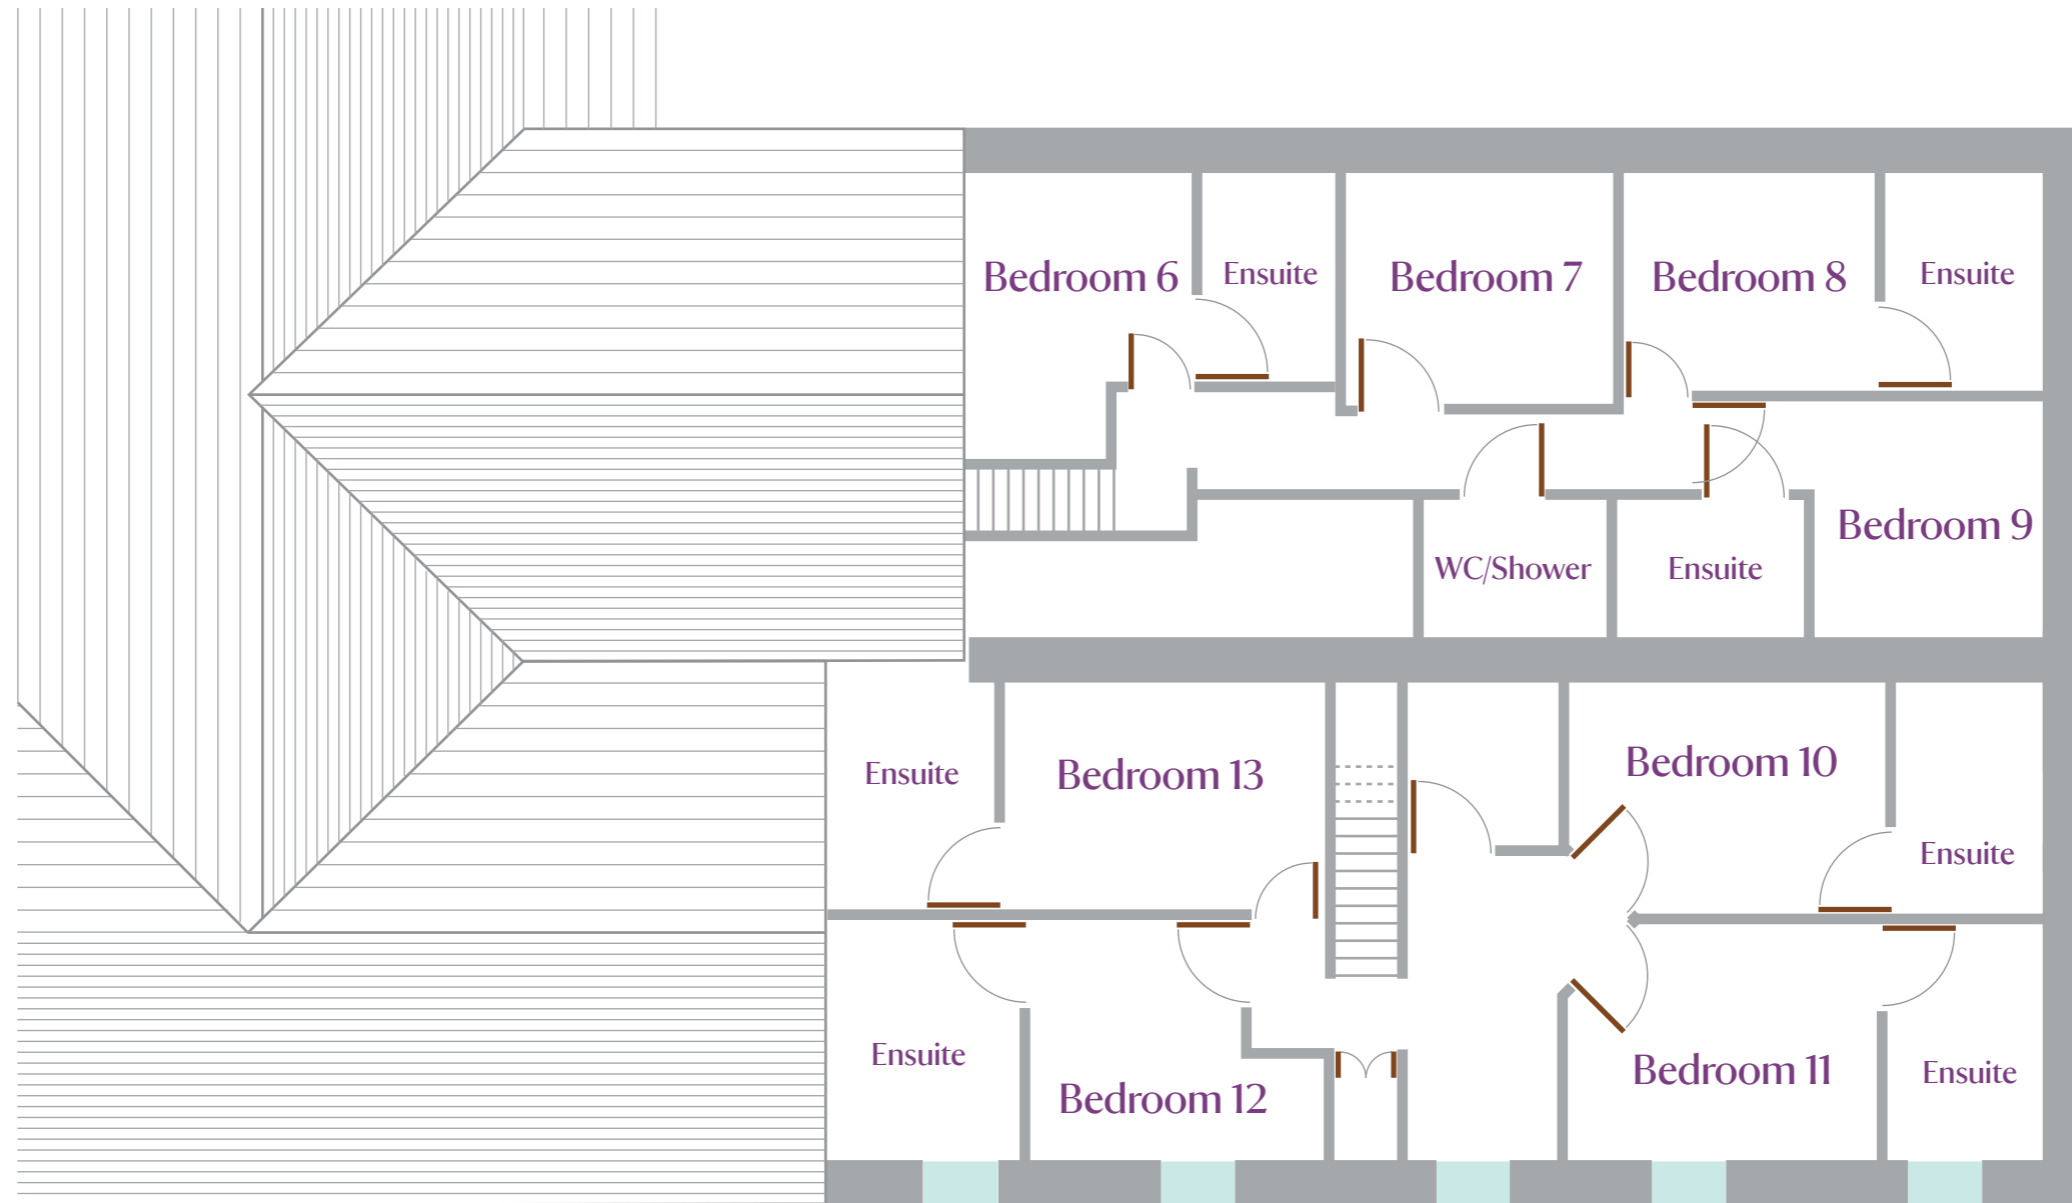 Bedroom 6
Ensuite
Bedroom 7
Bedroom 8
Ensuite
Bedroom 9
WC/Shower
Ensuite
Ensuite
Bedroom 13
Bedroom 10
Ensuite
Ensuite
Bedroom 12
Bedroom 11
Ensuite